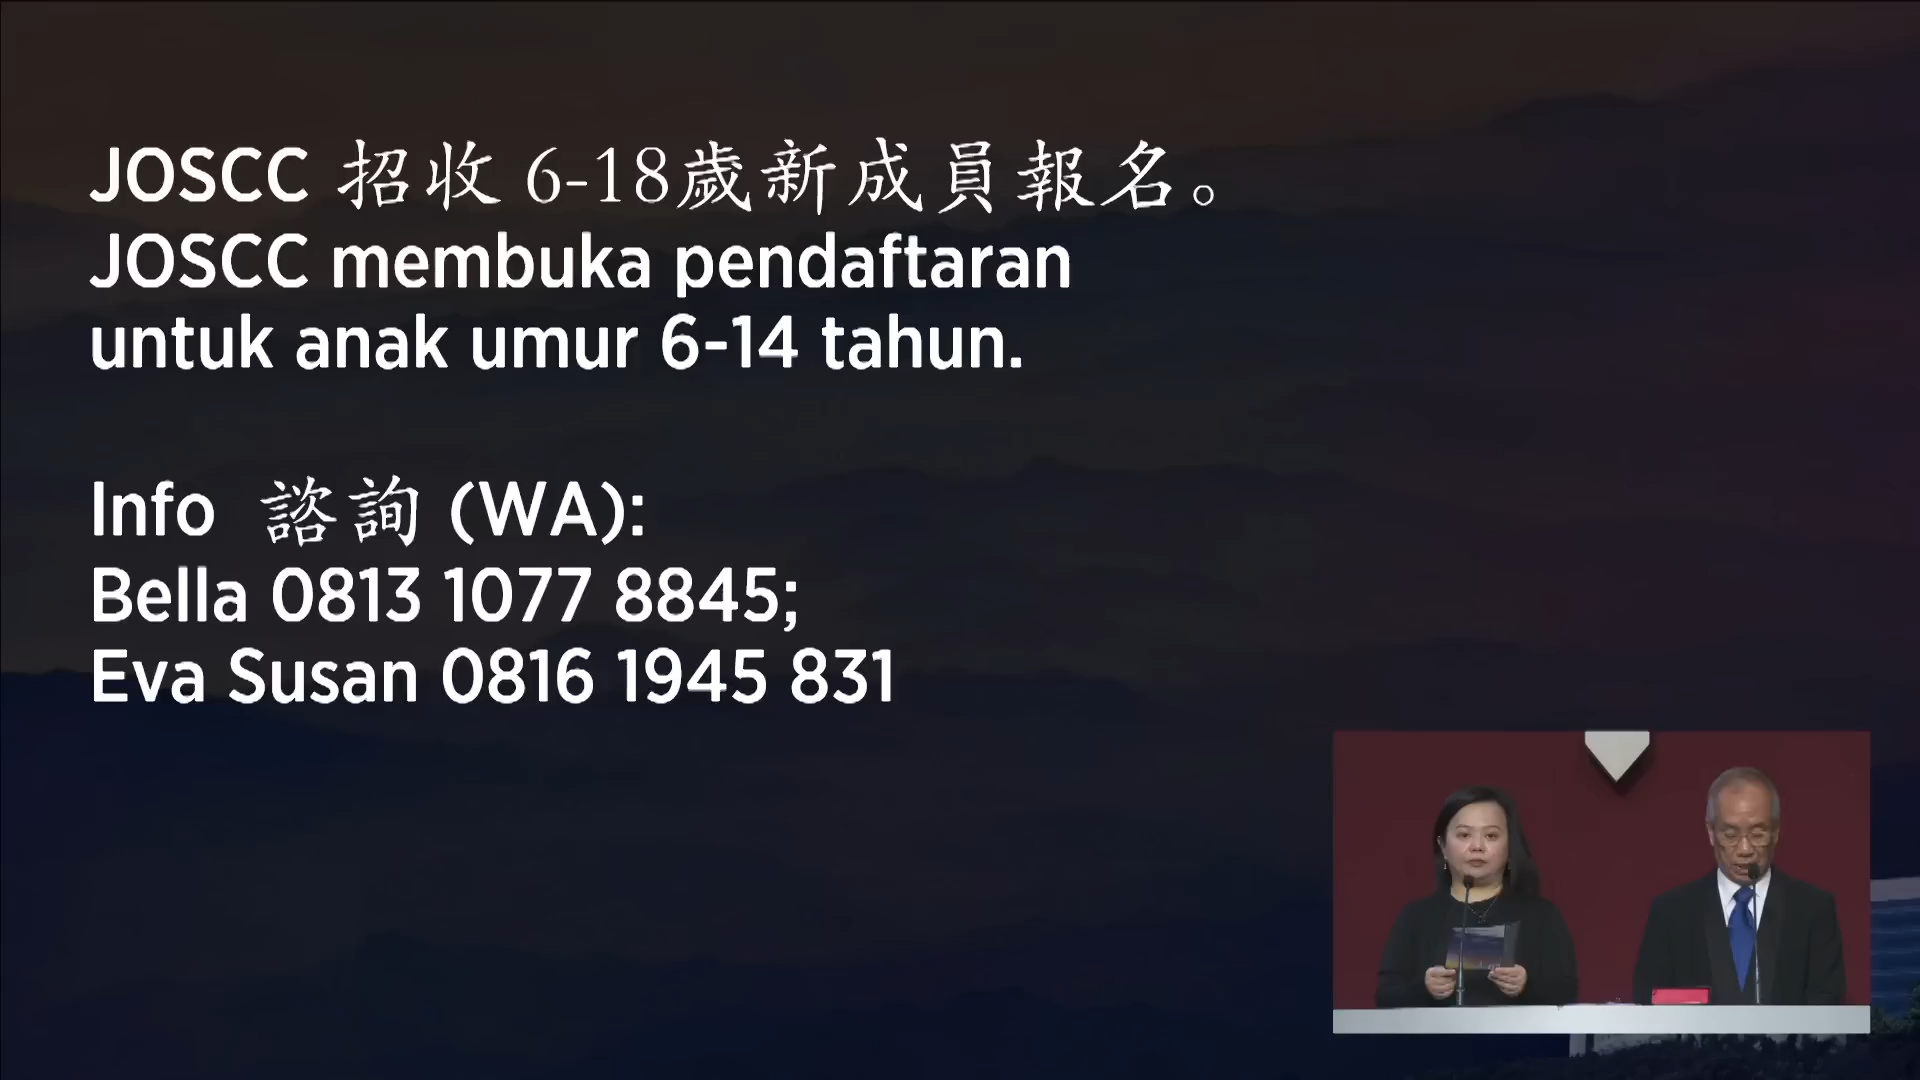 JOSCC 招收 6-18歲新成員報名。
JOSCC membuka pendaftaran
untuk anak umur 6-14 tahun.
Info 諮詢 (WA):
Bella 0813 1077 8845;
Eva Susan 0816 1945 831